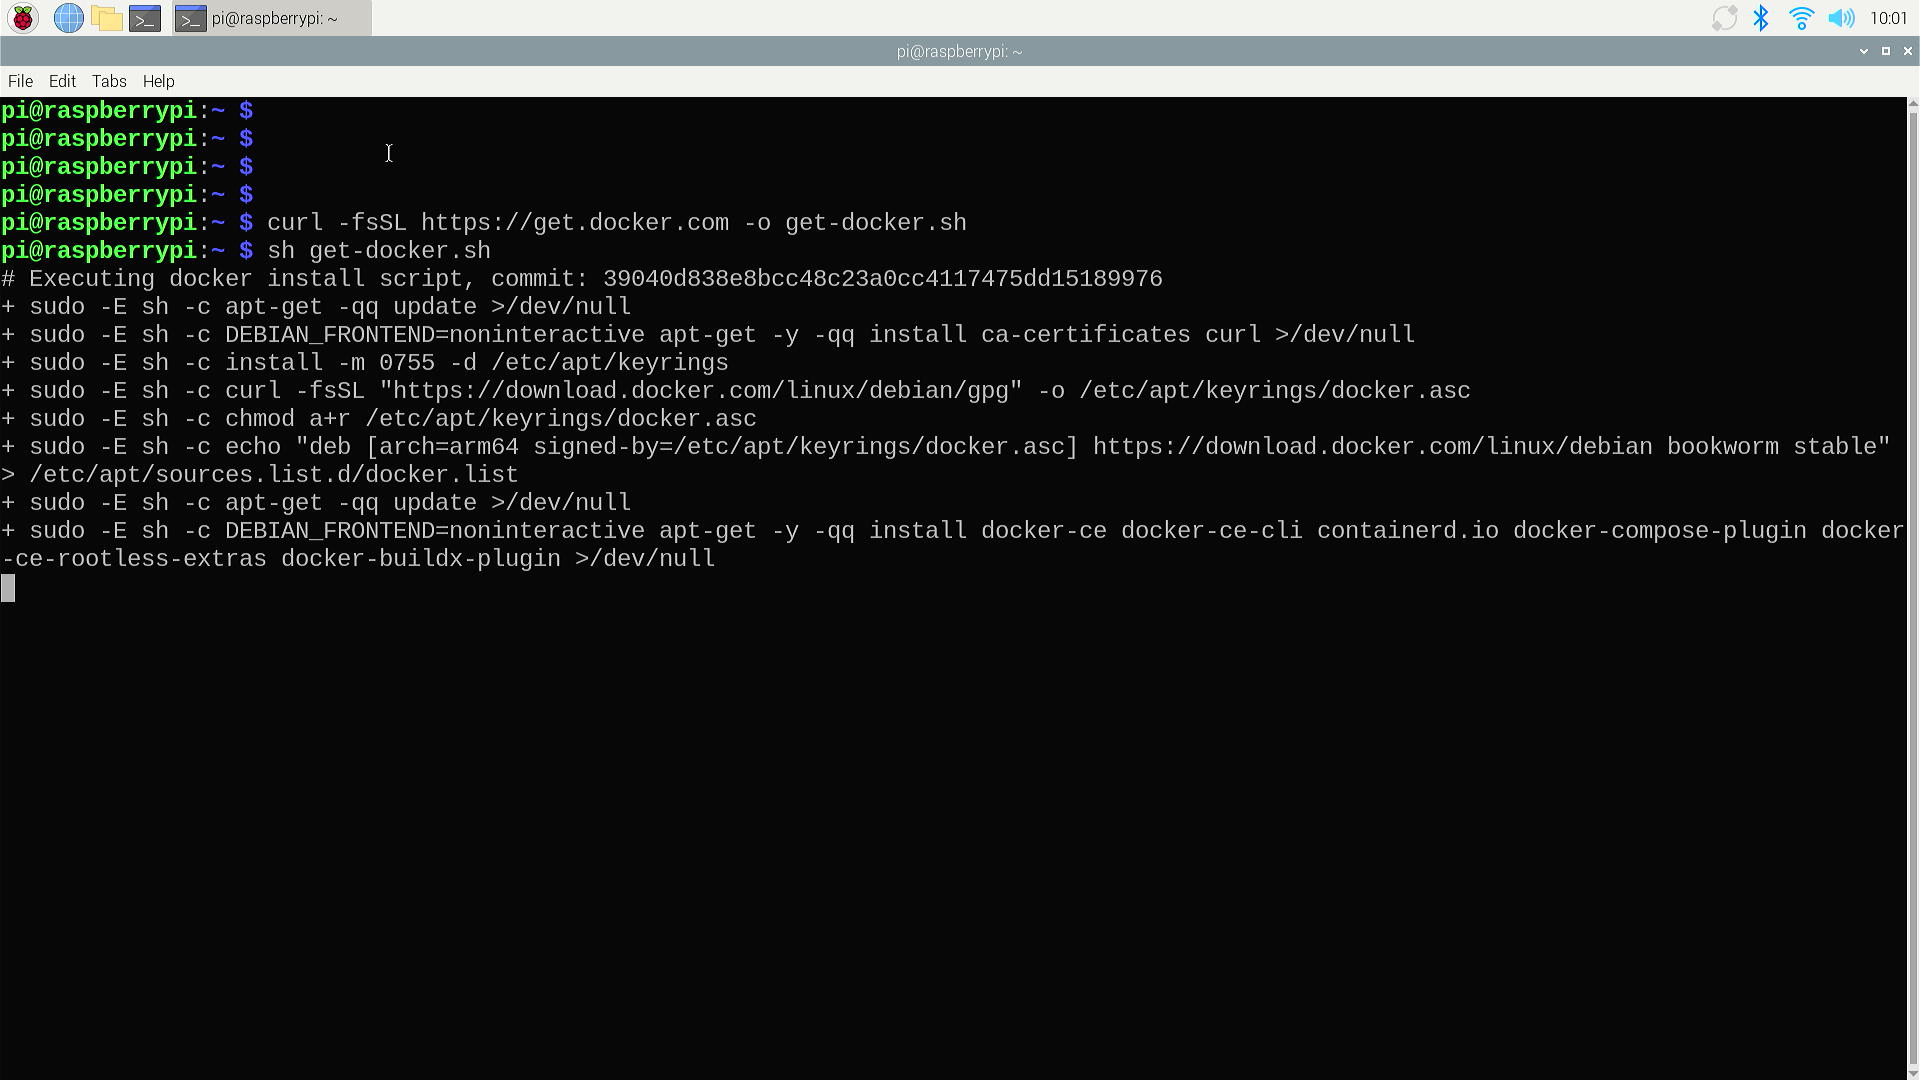 pi@raspberrypi: ~
10:01
pi@raspberrypi: ~
File Edit Tabs Help
pi@raspberrypi:~ $
pi@raspberrypi:~ $
pi@raspberrypi:~ $
pi@raspberrypi:~ $
pi@raspberrypi:~ $ curl -fsSL https://get.docker.com -o get-docker.sh
pi@raspberrypi:~ $ sh get-docker.sh
# Executing docker install script, commit: 39040d838e8bcc48c23a0cc4117475dd15189976
+ sudo -E sh -c apt-get -qq update >/dev/null
+ sudo -E sh -c DEBIAN_FRONTEND=noninteractive apt-get -y -qq install ca-certificates curl >/dev/null
+ sudo -E sh -c install -m 0755 -d /etc/apt/keyrings
+ sudo -E sh -c curl -fsSL "https://download.docker.com/linux/debian/gpg" -o /etc/apt/keyrings/docker.asc
+ sudo -E sh -c chmod a+r /etc/apt/keyrings/docker.asc
+ sudo -E sh -c echo "deb [arch=arm64 signed-by=/etc/apt/keyrings/docker.asc] https://download.docker.com/linux/debian bookworm stable"
> /etc/apt/sources.list.d/docker.list
+ sudo -E sh -c apt-get -qq update >/dev/null
+ sudo -E sh -c DEBIAN_FRONTEND=noninteractive apt-get -y -qq install docker-ce docker-ce-cli containerd.io docker-compose-plugin docker
-ce-rootless-extras docker-buildx-plugin >/dev/null